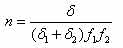 n = δ / ((δ₁ + δ₂) f₁ f₂)